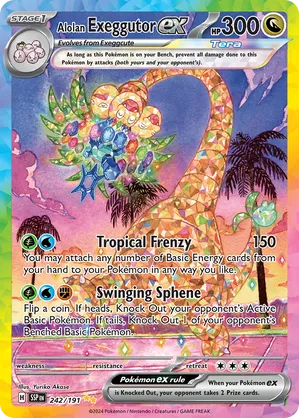 STAGE 1
Alolan Exeggutor ex HP 300
Evolves from Exeggcute
Tera
As long as this Pokémon is on your Bench, prevent all damage done to this
Pokémon by attacks (both yours and your opponent's).
Tropical Frenzy 150
You may attach any number of Basic Energy cards from
your hand to your Pokémon in any way you like.
Swinging Sphene
Flip a coin. If heads, Knock Out your opponent's Active
Basic Pokémon. If tails, Knock Out 1 of your opponent's
Benched Basic Pokémon.
weakness resistance retreat
Pokémon ex rule
When your Pokémon ex
is Knocked Out, your opponent takes 2 Prize cards.
Illus. Yuriko Akase
H SSP EN 242/191
©2024 Pokémon / Nintendo / Creatures / GAME FREAK